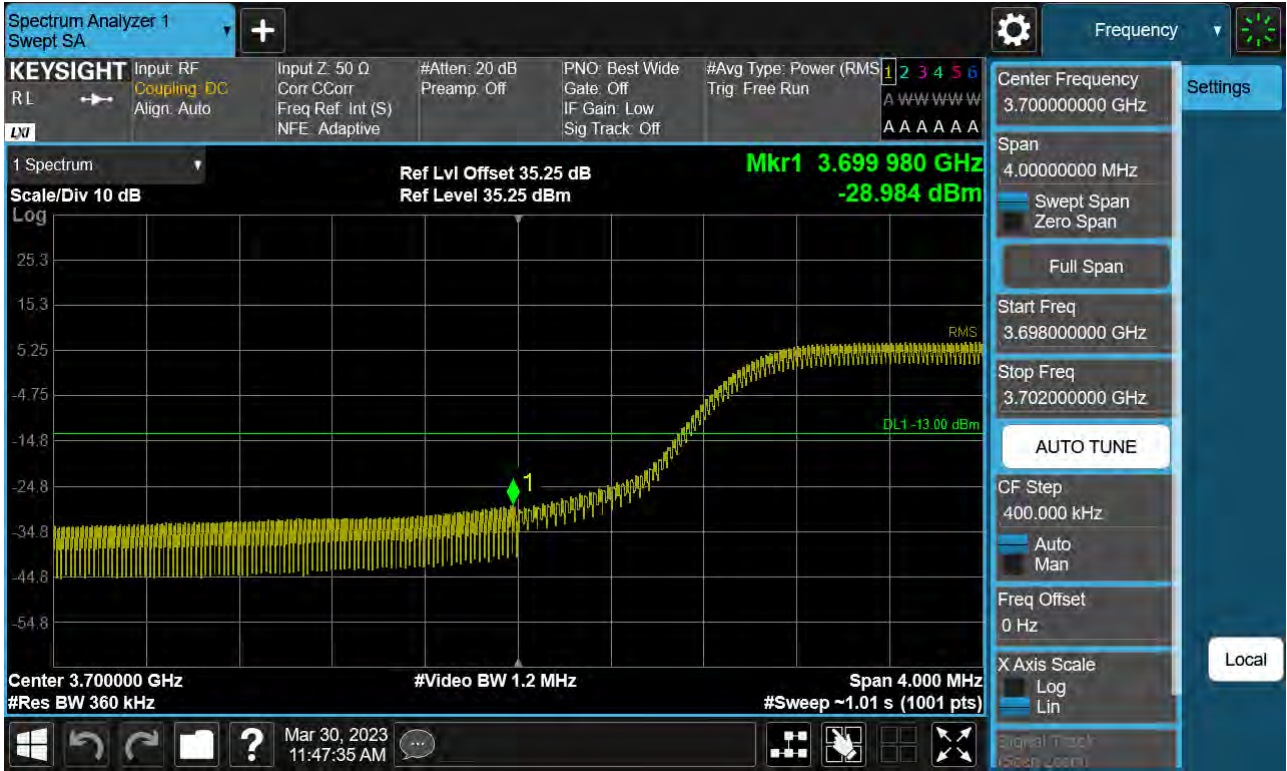 Spectrum Analyzer 1
Swept SA
+
Frequency
KEYSIGHT
RL
LXI
Input: RF
Coupling: DC
Align: Auto
Input Z: 50 Ω
Corr CCorr
Freq Ref: Int (S)
NFE: Adaptive
#Atten: 20 dB
Preamp: Off
PNO: Best Wide
Gate: Off
IF Gain: Low
Sig Track: Off
#Avg Type: Power (RMS
Trig: Free Run
1 2 3 4 5 6
A W W W W W
A A A A A A
1 Spectrum
Scale/Div 10 dB
Log
Ref Lvl Offset 35.25 dB
Ref Level 35.25 dBm
Mkr1 3.699 980 GHz
-28.984 dBm
25.3
15.3
5.25
-4.75
-14.8
-24.8
-34.8
-44.8
-54.8
RMS
DL1 -13.00 dBm
1
Center 3.700000 GHz
#Res BW 360 kHz
#Video BW 1.2 MHz
Span 4.000 MHz
#Sweep ~1.01 s (1001 pts)
Center Frequency
3.700000000 GHz
Settings
Span
4.00000000 MHz
Swept Span
Zero Span
Full Span
Start Freq
3.698000000 GHz
Stop Freq
3.702000000 GHz
AUTO TUNE
CF Step
400.000 kHz
Auto
Man
Freq Offset
0 Hz
X Axis Scale
Log
Lin
Signal Track
(Span Zoom)
Local
?
Mar 30, 2023
11:47:35 AM